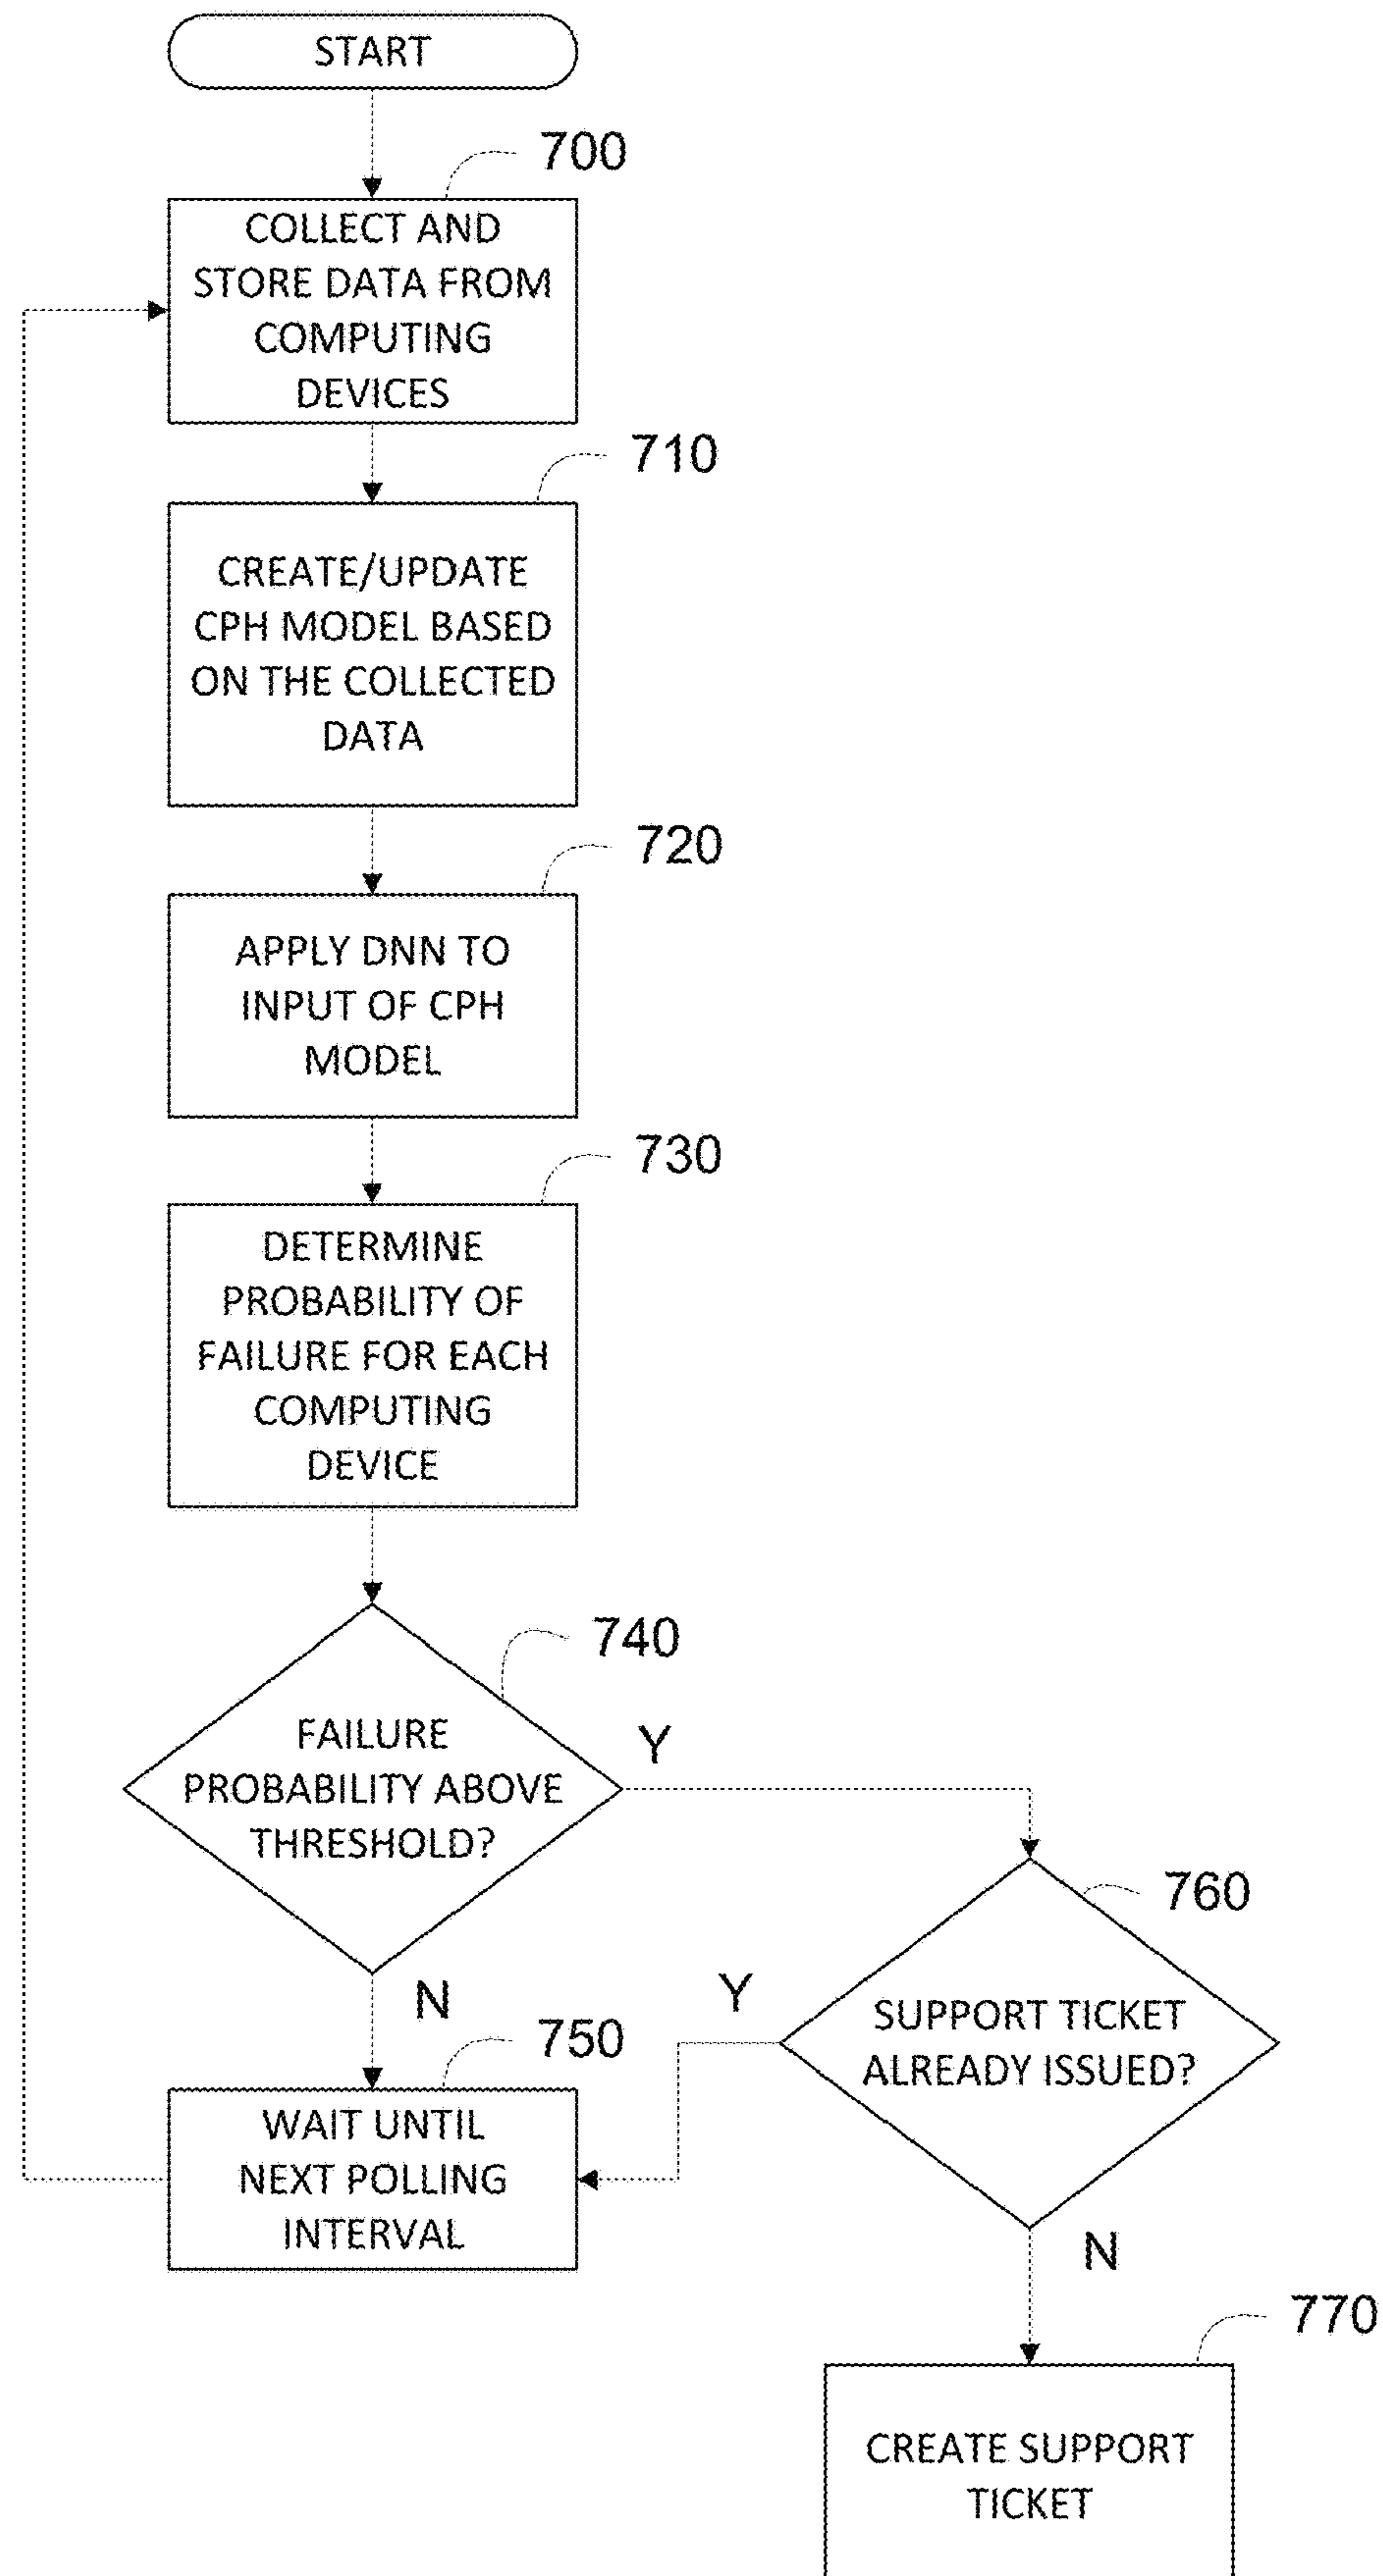 START
700
COLLECT AND
STORE DATA FROM
COMPUTING
DEVICES
710
CREATE/UPDATE
CPH MODEL BASED
ON THE COLLECTED
DATA
720
APPLY DNN TO
INPUT OF CPH
MODEL
730
DETERMINE
PROBABILITY OF
FAILURE FOR EACH
COMPUTING
DEVICE
740
FAILURE
PROBABILITY ABOVE
THRESHOLD?
Y
N
750
WAIT UNTIL
NEXT POLLING
INTERVAL
760
SUPPORT TICKET
ALREADY ISSUED?
Y
N
770
CREATE SUPPORT
TICKET